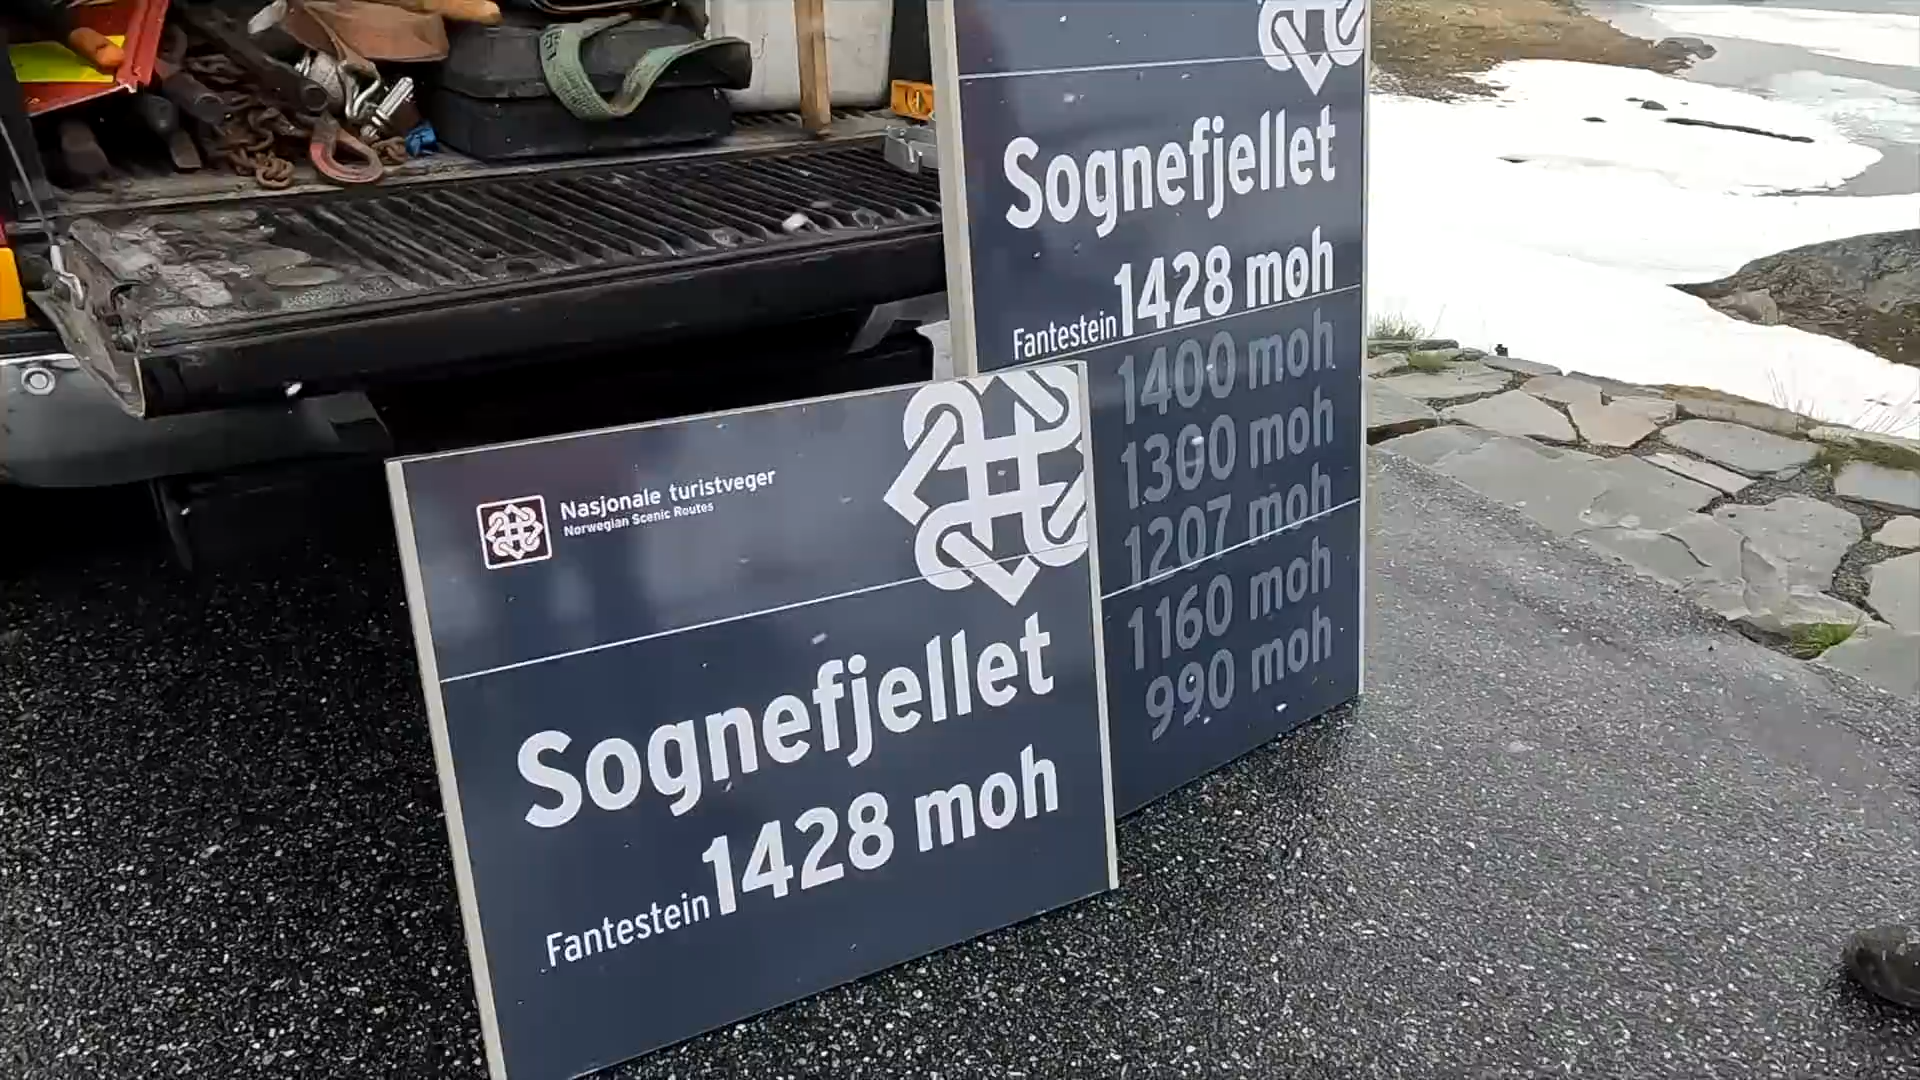 Nasjonale turistveger
Norwegian Scenic Routes
Sognefjellet
Fantestein 1428 moh
Sognefjellet
Fantestein 1428 moh
1400 moh
1300 moh
1207 moh
1160 moh
990 moh